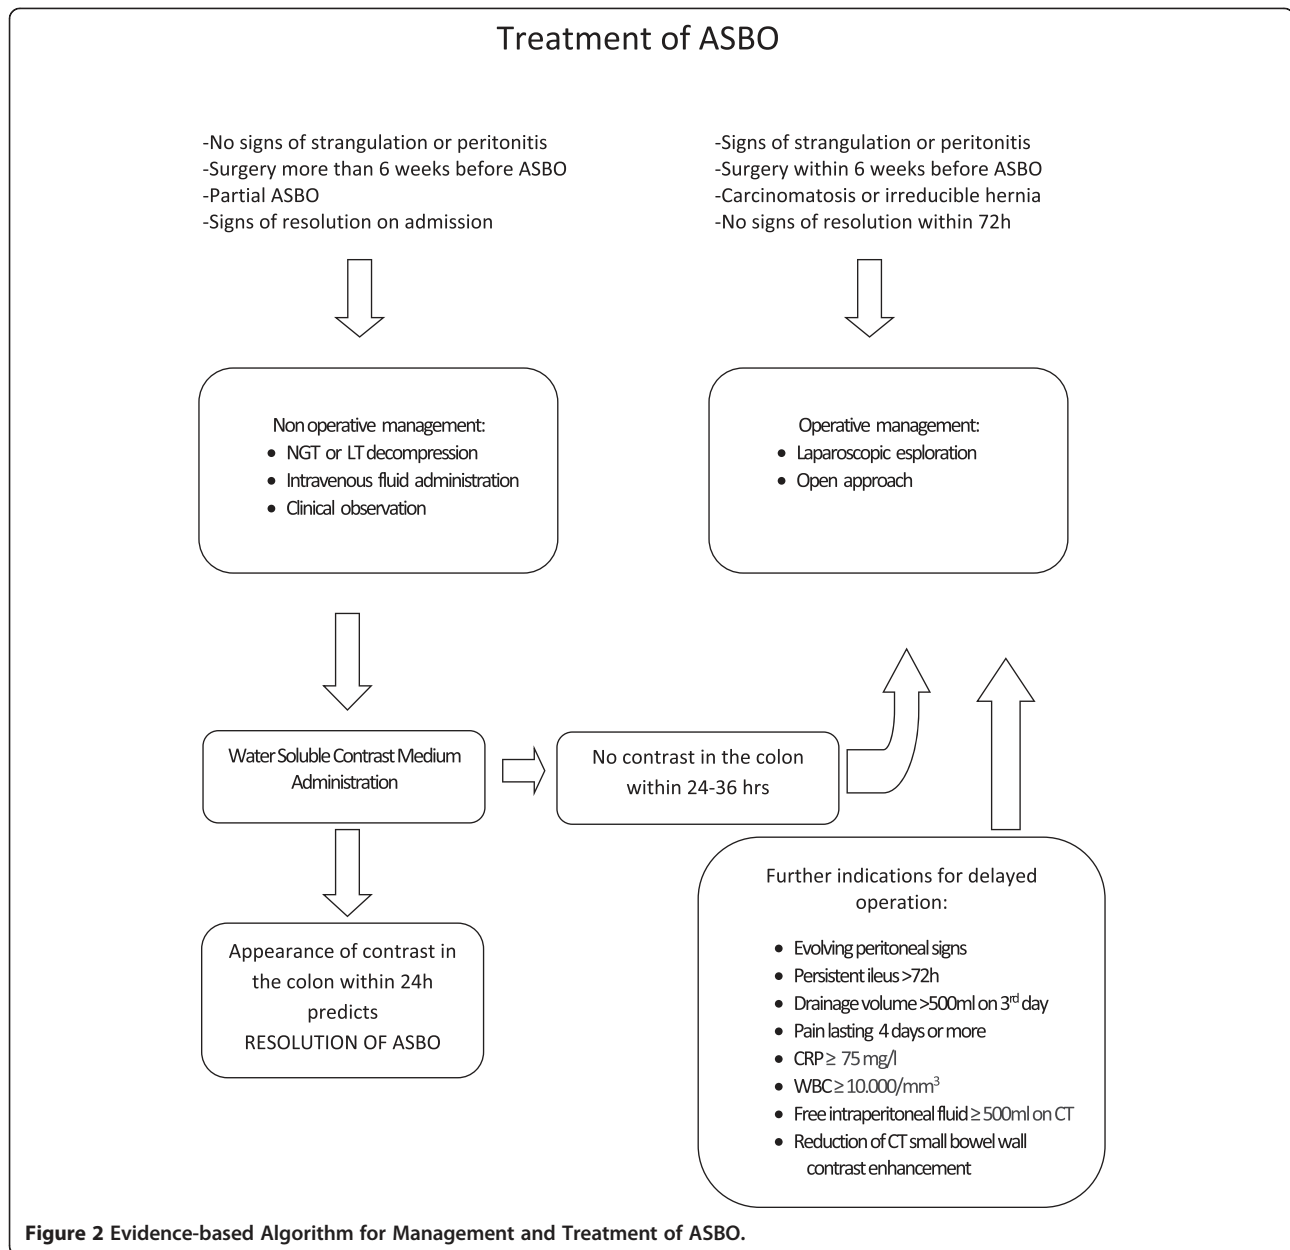 Treatment of ASBO
-No signs of strangulation or peritonitis
-Surgery more than 6 weeks before ASBO
-Partial ASBO
-Signs of resolution on admission
-Signs of strangulation or peritonitis
-Surgery within 6 weeks before ASBO
-Carcinomatosis or irreducible hernia
-No signs of resolution within 72h
Non operative management:
• NGT or LT decompression
• Intravenous fluid administration
• Clinical observation
Operative management:
• Laparoscopic esploration
• Open approach
Water Soluble Contrast Medium
Administration
No contrast in the colon
within 24-36 hrs
Appearance of contrast in
the colon within 24h
predicts
RESOLUTION OF ASBO
Further indications for delayed
operation:
• Evolving peritoneal signs
• Persistent ileus >72h
• Drainage volume >500ml on 3rd day
• Pain lasting 4 days or more
• CRP ≥ 75 mg/l
• WBC ≥ 10.000/mm³
• Free intraperitoneal fluid ≥ 500ml on CT
• Reduction of CT small bowel wall
contrast enhancement
Figure 2 Evidence-based Algorithm for Management and Treatment of ASBO.